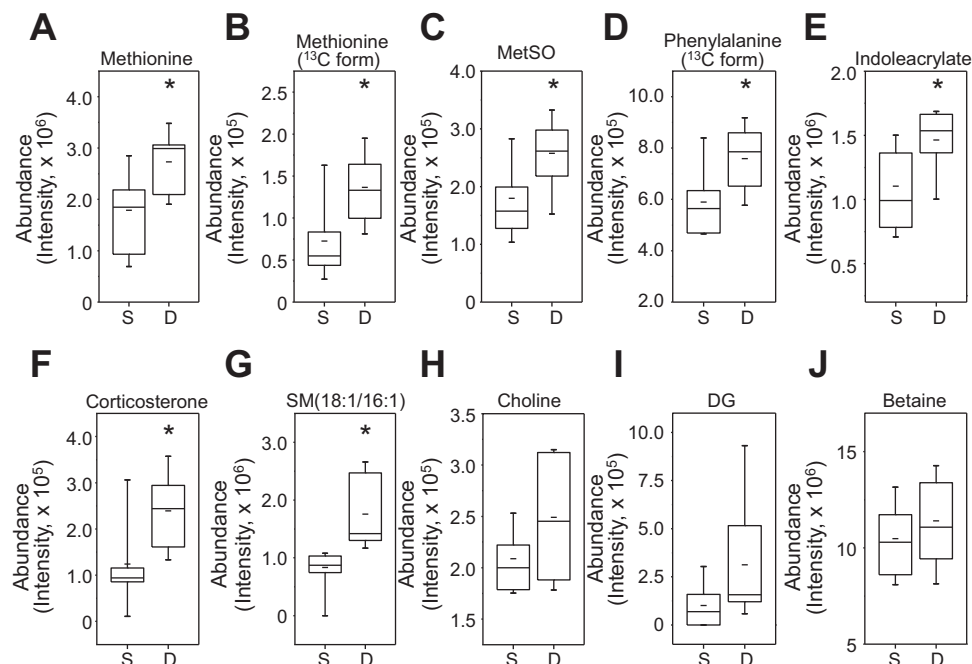 A
Methionine
Abundance
(Intensity, x 10⁶)
4.0
3.0
2.0
1.0
0
*
S D
B
Methionine
(¹³C form)
Abundance
(Intensity, x 10⁵)
2.5
2.0
1.5
1.0
0.5
0
*
S D
C
MetSO
Abundance
(Intensity, x 10⁵)
4.0
3.0
2.0
1.0
0
*
S D
D
Phenylalanine
(¹³C form)
Abundance
(Intensity, x 10⁵)
10.0
8.0
6.0
4.0
2.0
*
S D
E
Indoleacrylate
Abundance
(Intensity, x 10⁶)
2.0
1.5
1.0
0.5
*
S D
F
Corticosterone
Abundance
(Intensity, x 10⁵)
4.0
3.0
2.0
1.0
0
*
S D
G
SM(18:1/16:1)
Abundance
(Intensity, x 10⁶)
3.0
2.0
1.0
0
*
S D
H
Choline
Abundance
(Intensity, x 10⁵)
3.5
3.0
2.5
2.0
1.5
S D
I
DG
Abundance
(Intensity, x 10⁵)
10.0
7.5
5.0
2.5
0
S D
J
Betaine
Abundance
(Intensity, x 10⁶)
15
10
5
S D